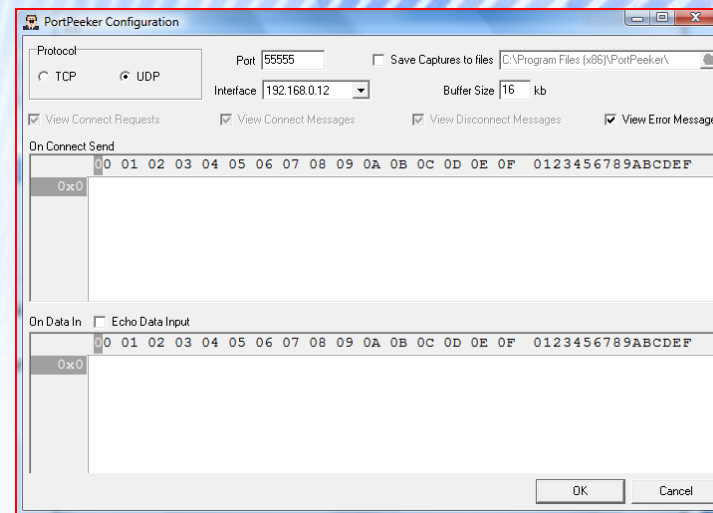 PortPeeker Configuration
Protocol
TCP UDP
Port 55555
Save Captures to files C:\Program Files (x86)\PortPeeker\
Interface 192.168.0.12
Buffer Size 16 kb
View Connect Requests View Connect Messages View Disconnect Messages View Error Message
On Connect Send
00 01 02 03 04 05 06 07 08 09 0A 0B 0C 0D 0E 0F 0123456789ABCDEF
0x0
On Data In Echo Data Input
00 01 02 03 04 05 06 07 08 09 0A 0B 0C 0D 0E 0F 0123456789ABCDEF
0x0
OK Cancel